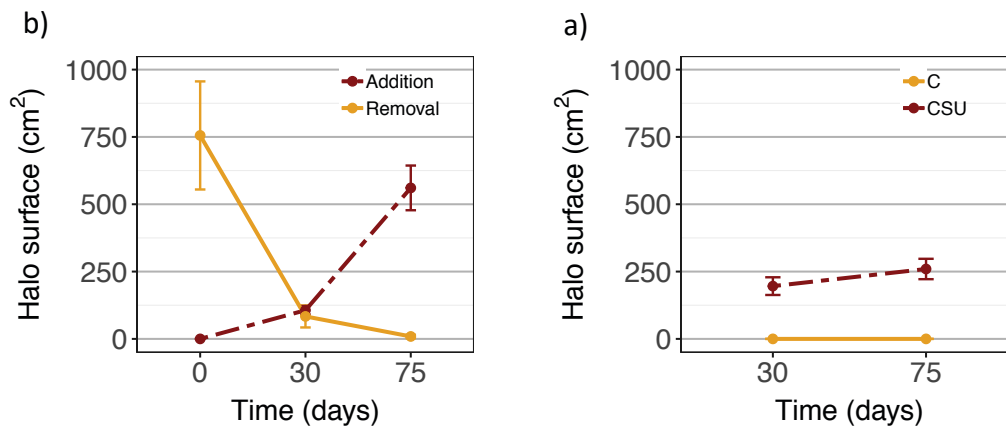 b)
1000
750
500
250
0
Halo surface (cm²)
Addition
Removal
0 30 75
Time (days)
a)
1000
750
500
250
0
Halo surface (cm²)
C
CSU
30 75
Time (days)